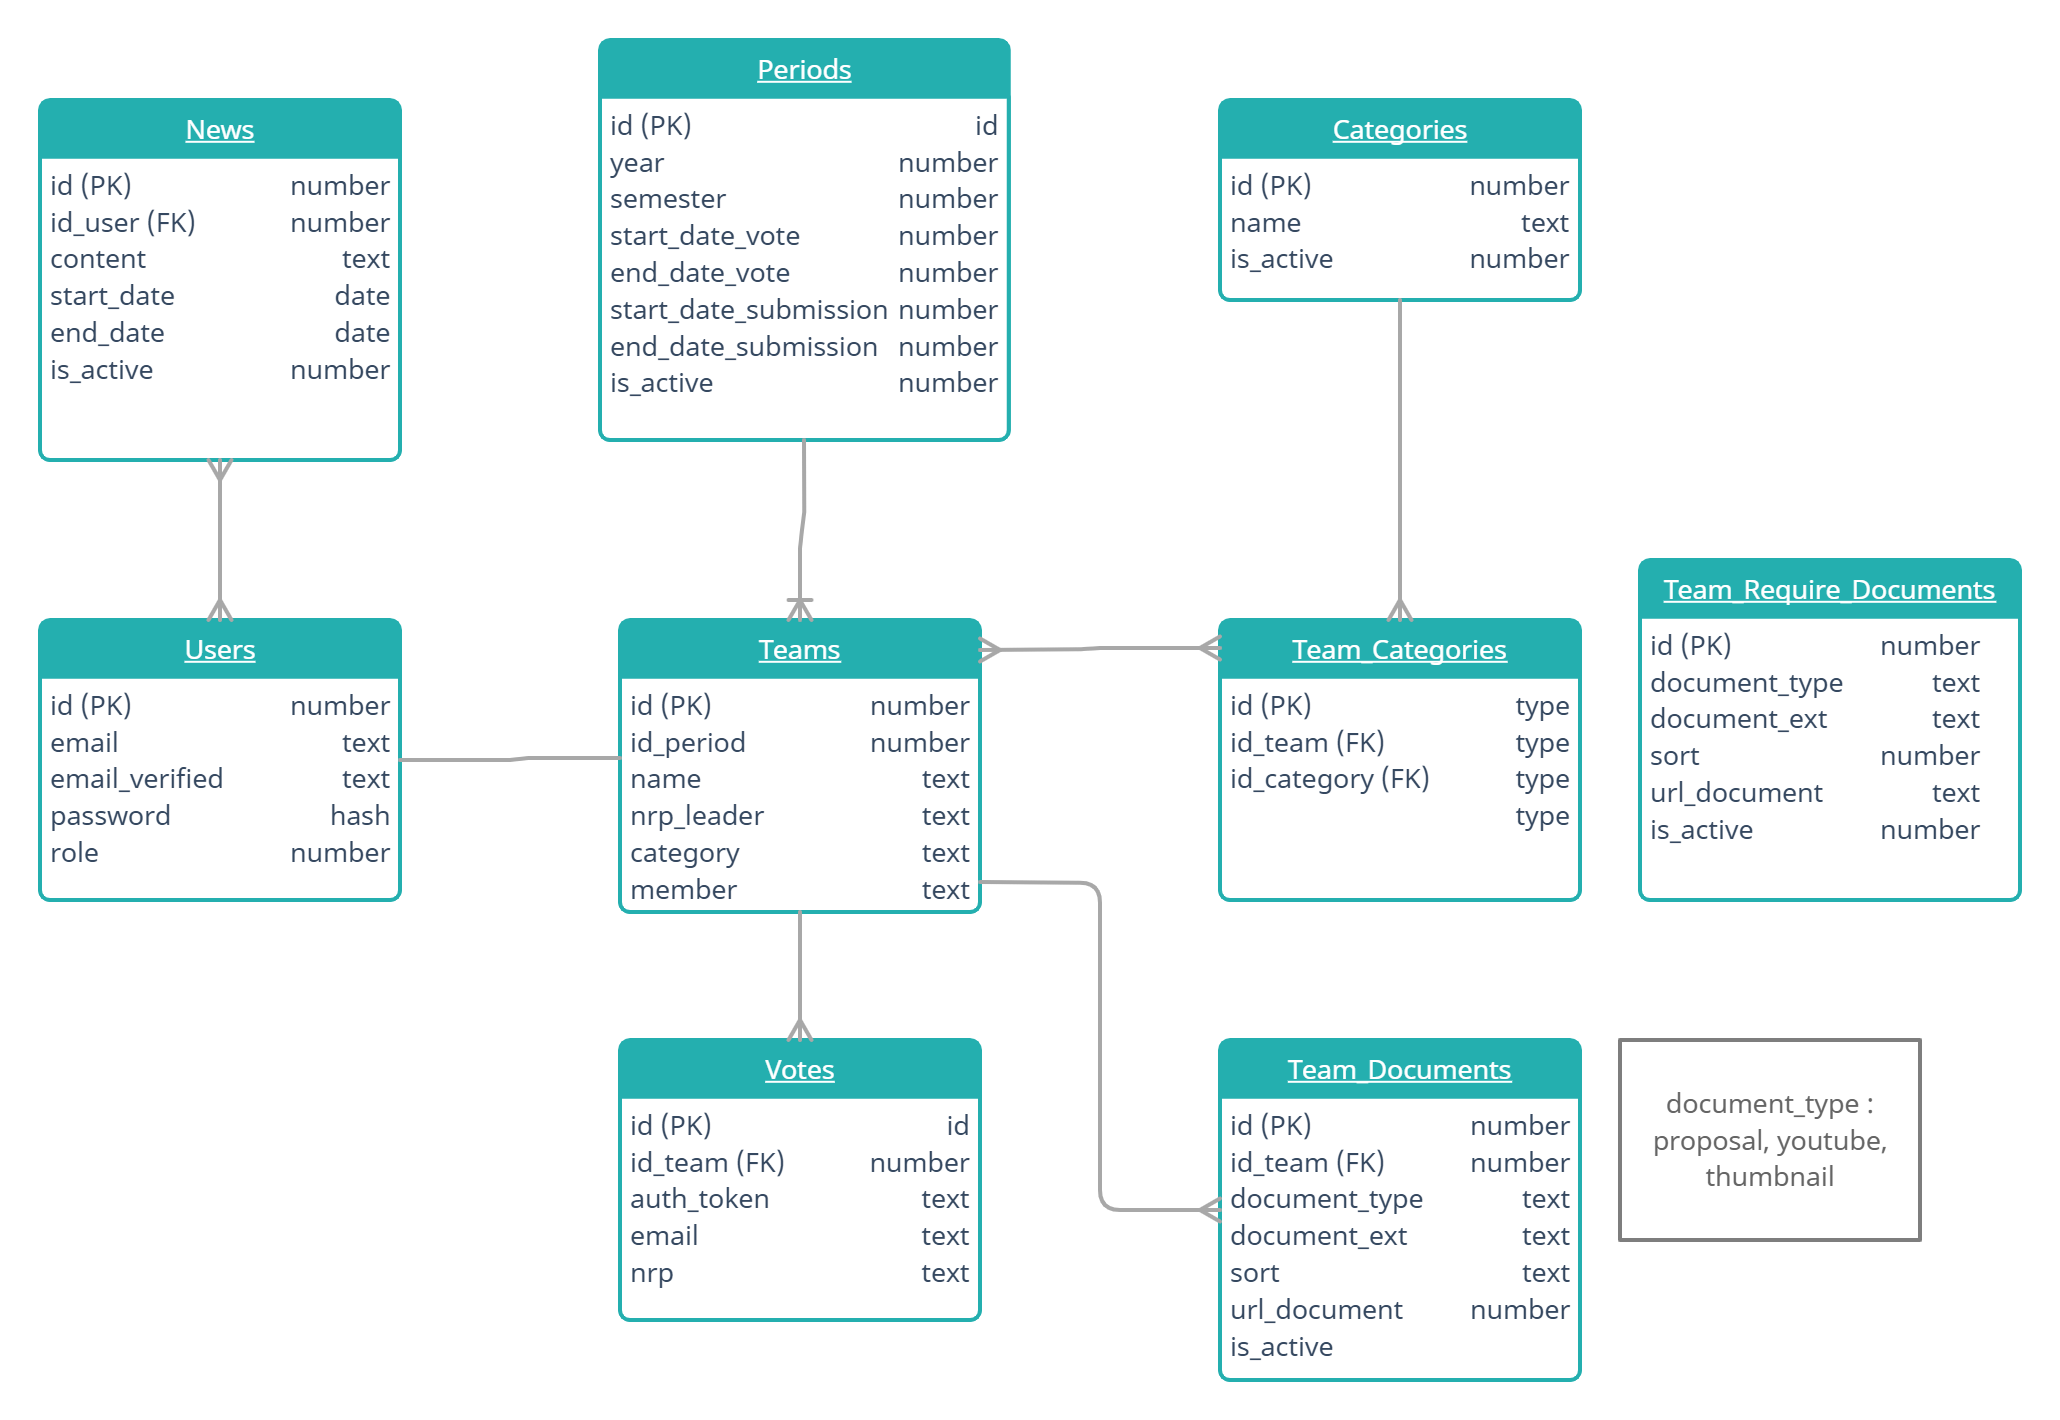 Periods
id (PK) id
year number
semester number
start_date_vote number
end_date_vote number
start_date_submission number
end_date_submission number
is_active number
News
id (PK) number
id_user (FK) number
content text
start_date date
end_date date
is_active number
Categories
id (PK) number
name text
is_active number
Users
id (PK) number
email text
email_verified text
password hash
role number
Teams
id (PK) number
id_period number
name text
nrp_leader text
category text
member text
Team_Categories
id (PK) type
id_team (FK) type
id_category (FK) type
type
Team_Require_Documents
id (PK) number
document_type text
document_ext text
sort number
url_document text
is_active number
Votes
id (PK) id
id_team (FK) number
auth_token text
email text
nrp text
Team_Documents
id (PK) number
id_team (FK) number
document_type text
document_ext text
sort text
url_document number
is_active
document_type :
proposal, youtube,
thumbnail